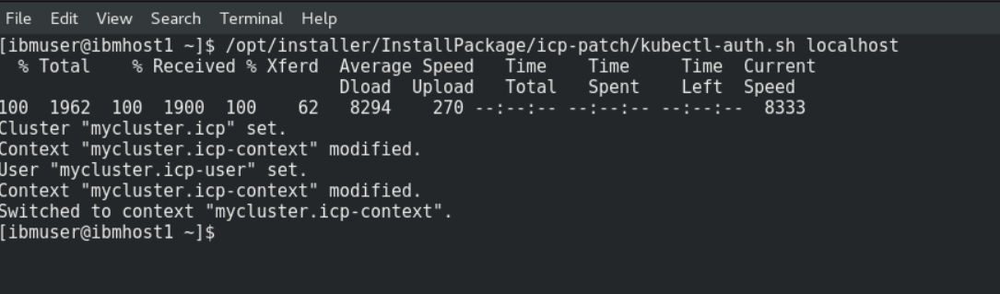 File Edit View Search Terminal Help
[ibmuser@ibmhost1 ~]$ /opt/installer/InstallPackage/icp-patch/kubectl-auth.sh localhost
  % Total    % Received % Xferd  Average Speed   Time    Time     Time  Current
                                 Dload  Upload   Total   Spent    Left  Speed
100  1962  100  1900  100    62   8294    270 --:--:-- --:--:-- --:--:--  8333
Cluster "mycluster.icp" set.
Context "mycluster.icp-context" modified.
User "mycluster.icp-user" set.
Context "mycluster.icp-context" modified.
Switched to context "mycluster.icp-context".
[ibmuser@ibmhost1 ~]$